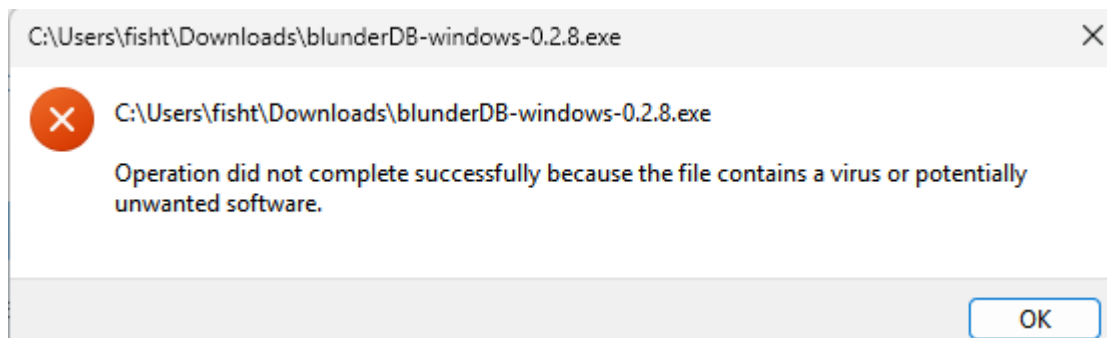 C:\Users\fisht\Downloads\blunderDB-windows-0.2.8.exe
C:\Users\fisht\Downloads\blunderDB-windows-0.2.8.exe
Operation did not complete successfully because the file contains a virus or potentially
unwanted software.
OK